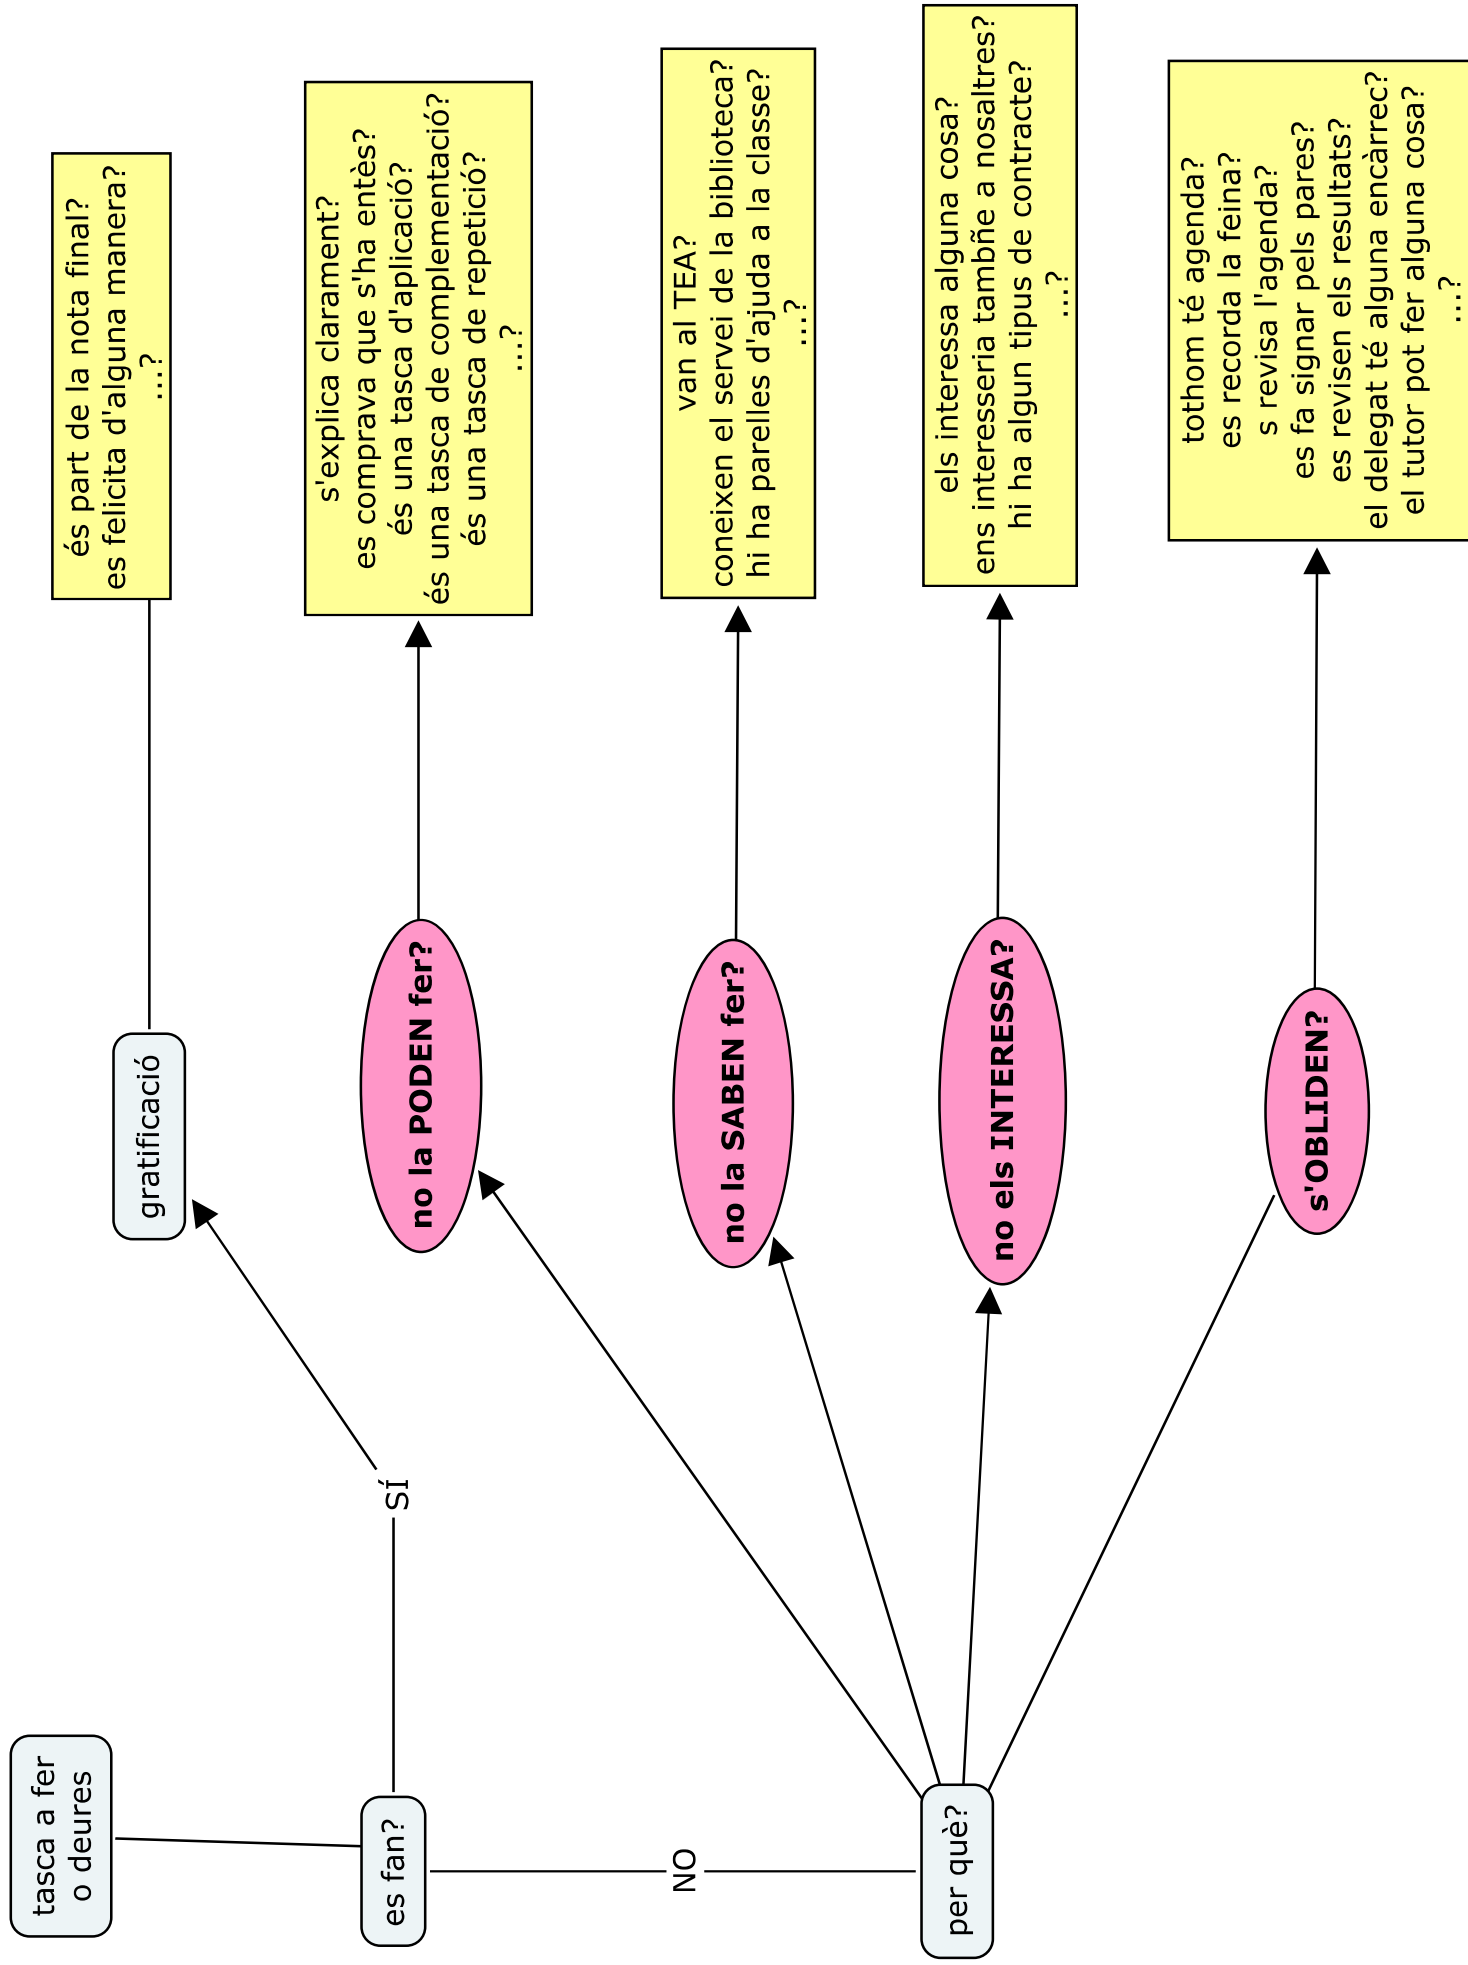 tasca a fer
o deures
es fan?
SÍ
gratificació
és part de la nota final?
es felicita d'alguna manera?
...?
NO
per què?
no la PODEN fer?
s'explica clarament?
es comprava que s'ha entès?
és una tasca d'aplicació?
és una tasca de complementació?
és una tasca de repetició?
...?
no la SABEN fer?
van al TEA?
coneixen el servei de la biblioteca?
hi ha parelles d'ajuda a la classe?
...?
no els INTERESSA?
els interessa alguna cosa?
ens interesseria tambñe a nosaltres?
hi ha algun tipus de contracte?
...?
s'OBLIDEN?
tothom té agenda?
es recorda la feina?
s revisa l'agenda?
es fa signar pels pares?
es revisen els resultats?
el delegat té alguna encàrrec?
el tutor pot fer alguna cosa?
...?